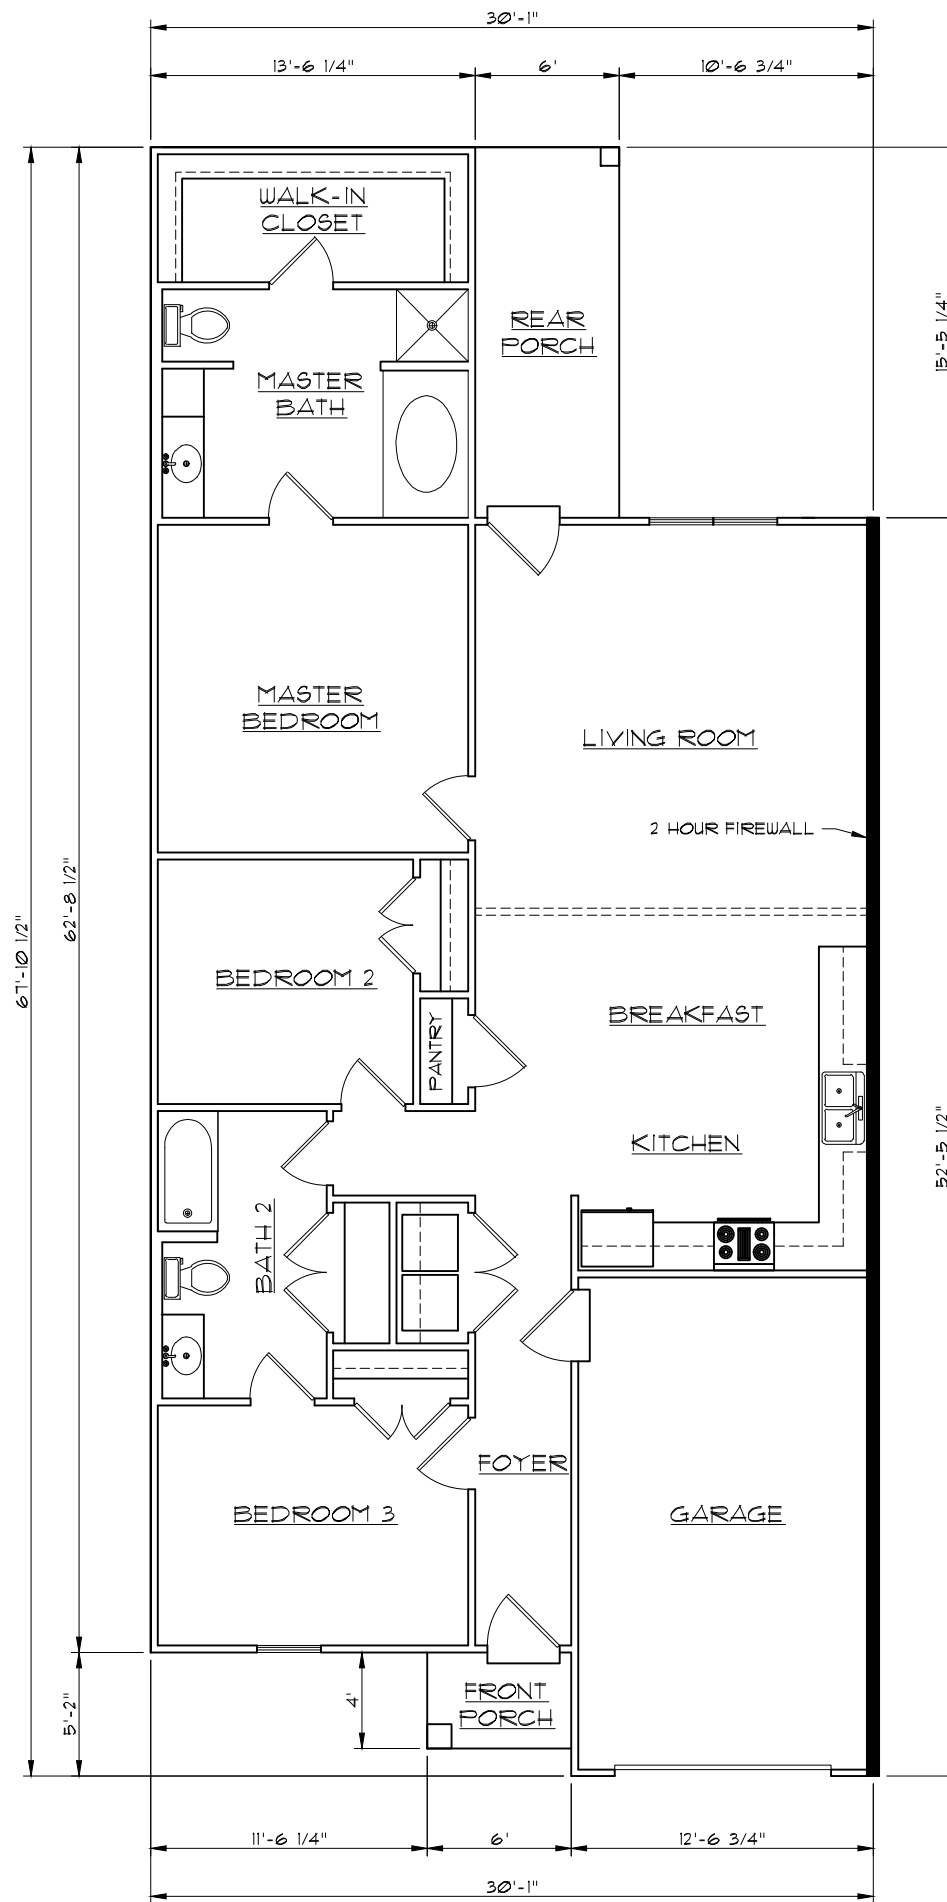 30'-1"
13'-6 1/4"
6'
10'-6 3/4"
WALK-IN
CLOSET
REAR
PORCH
15'-5 1/4"
MASTER
BATH
MASTER
BEDROOM
LIVING ROOM
2 HOUR FIREWALL
62'-8 1/2"
67'-10 1/2"
BEDROOM 2
PANTRY
BREAKFAST
KITCHEN
52'-5 1/2"
BATH 2
FOYER
BEDROOM 3
GARAGE
FRONT
PORCH
4'
5'-2"
11'-6 1/4"
6'
12'-6 3/4"
30'-1"